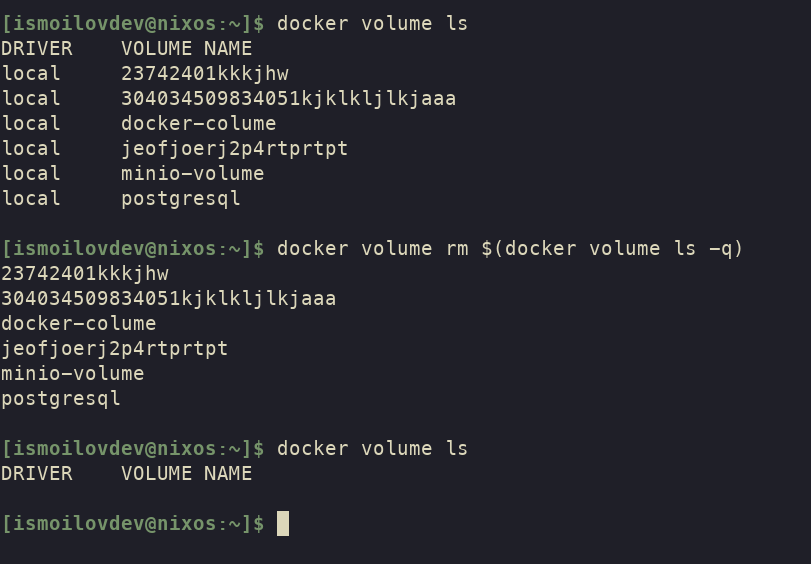 [ismoilovdev@nixos:~]$ docker volume ls
DRIVER    VOLUME NAME
local     23742401kkkjhw
local     304034509834051kjklkljlkjaaa
local     docker-colume
local     jeofjoerj2p4rtprtpt
local     minio-volume
local     postgresql
[ismoilovdev@nixos:~]$ docker volume rm $(docker volume ls -q)
23742401kkkjhw
304034509834051kjklkljlkjaaa
docker-colume
jeofjoerj2p4rtprtpt
minio-volume
postgresql
[ismoilovdev@nixos:~]$ docker volume ls
DRIVER    VOLUME NAME
[ismoilovdev@nixos:~]$